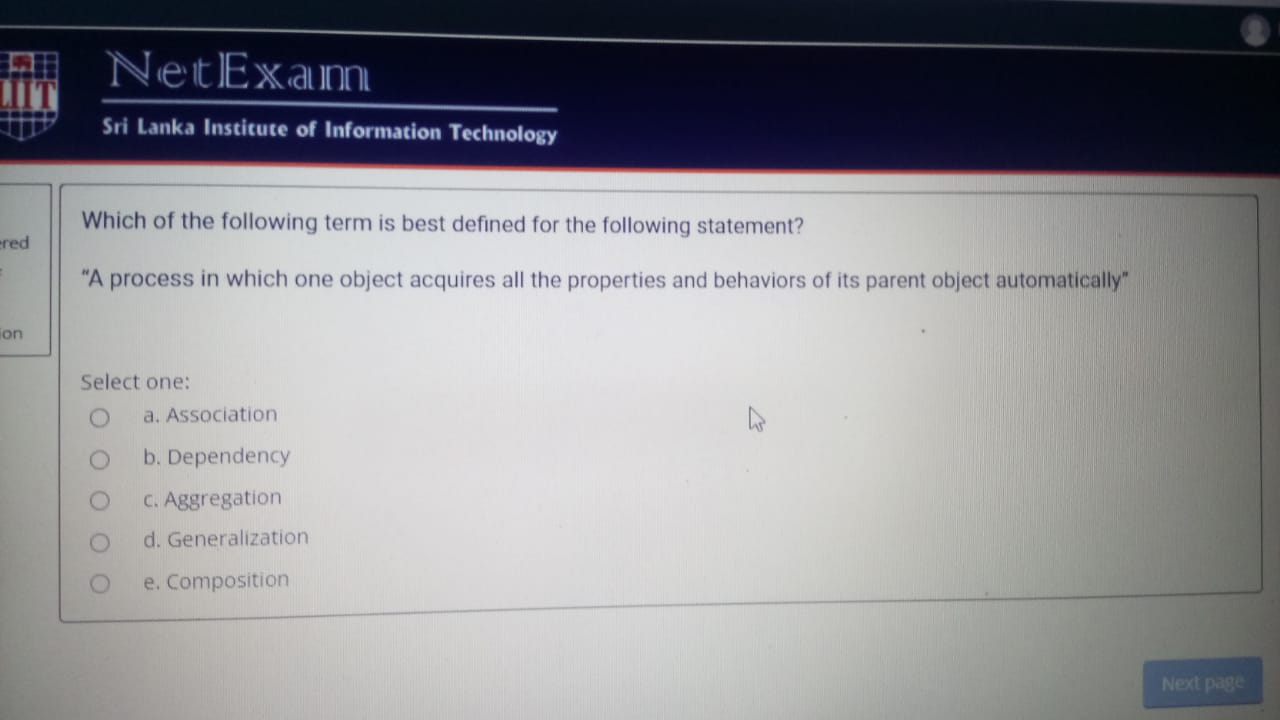 LIIT
NetExam
Sri Lanka Institute of Information Technology
ered
ion
Which of the following term is best defined for the following statement?
“A process in which one object acquires all the properties and behaviors of its parent object automatically”
Select one:
a. Association
b. Dependency
c. Aggregation
d. Generalization
e. Composition
Next page